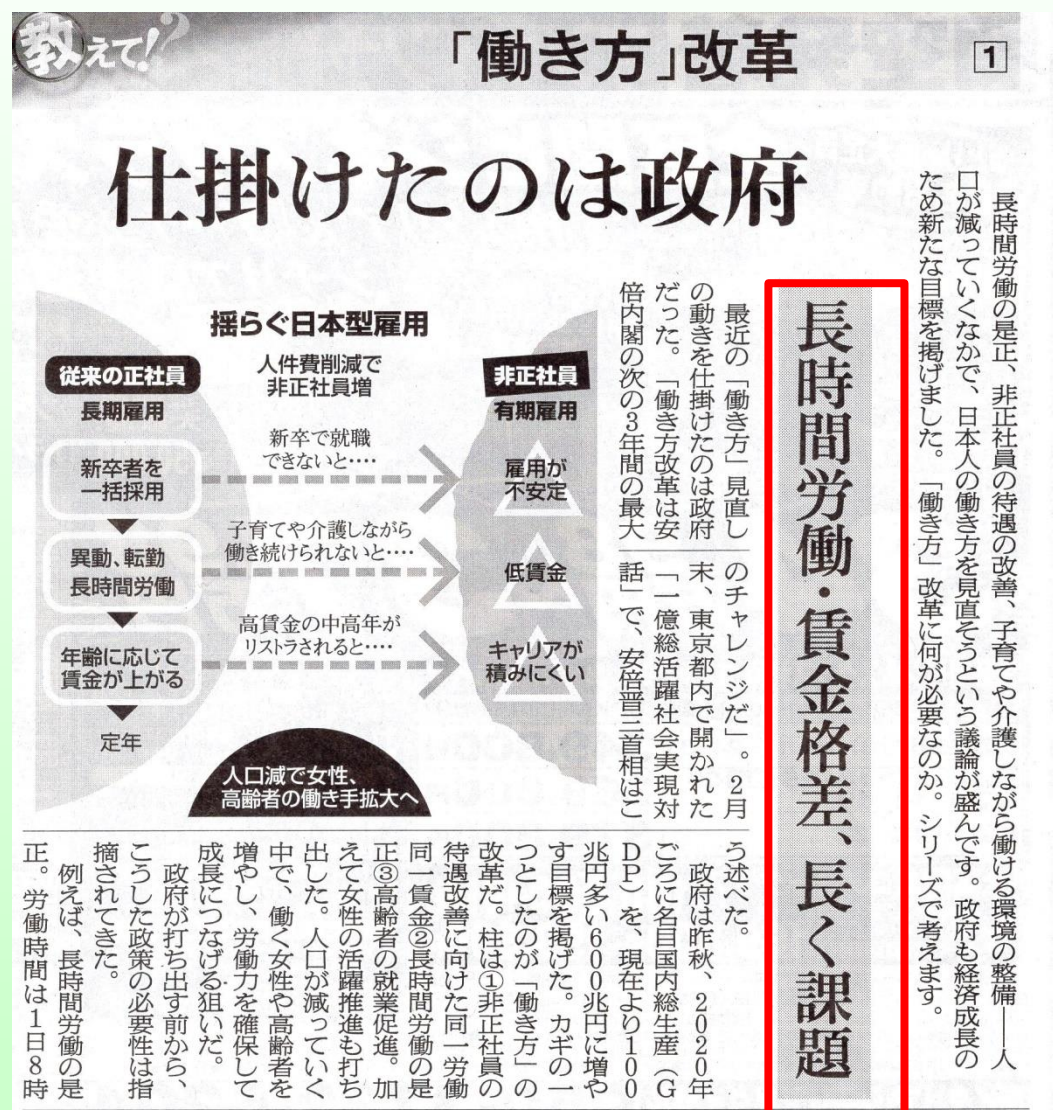 教えて!?
「働き方」改革
1
仕掛けたのは政府
長時間労働の是正、非正社員の待遇の改善、子育てや介護しながら働ける環境の整備――人
口が減っていくなかで、日本人の働き方を見直そうという議論が盛んです。政府も経済成長の
ため新たな目標を掲げました。「働き方」改革に何が必要なのか。シリーズで考えます。
長時間労働・賃金格差、長く課題
最近の「働き方」見直し
の動きを仕掛けたのは政府
だった。「働き方改革は安
倍内閣の次の3年間の最大
のチャレンジだ」。2月
末、東京都内で開かれた
「一億総活躍社会実現対
話」で、安倍晋三首相はこ
う述べた。
政府は昨秋、2020年
ごろに名目国内総生産(G
DP)を、現在より100
兆円多い600兆円に増や
す目標を掲げた。カギの一
つとしたのが「働き方」の
改革だ。柱は①非正社員の
待遇改善に向けた同一労働
同一賃金②長時間労働の是
正③高齢者の就業促進。加
えて女性の活躍推進も打ち
出した。人口が減っていく
中で、働く女性や高齢者を
増やし、労働力を確保して
成長につなげる狙いだ。
政府が打ち出す前から、
こうした政策の必要性は指
摘されてきた。
例えば、長時間労働の是
正。労働時間は1日8時
揺らぐ日本型雇用
従来の正社員
長期雇用
新卒者を
一括採用
異動、転勤
長時間労働
年齢に応じて
賃金が上がる
定年
人件費削減で
非正社員増
新卒で就職
できないと‥‥
子育てや介護しながら
働き続けられないと‥‥
高賃金の中高年が
リストラされると‥‥
非正社員
有期雇用
雇用が
不安定
低賃金
キャリアが
積みにくい
人口減で女性、
高齢者の働き手拡大へ